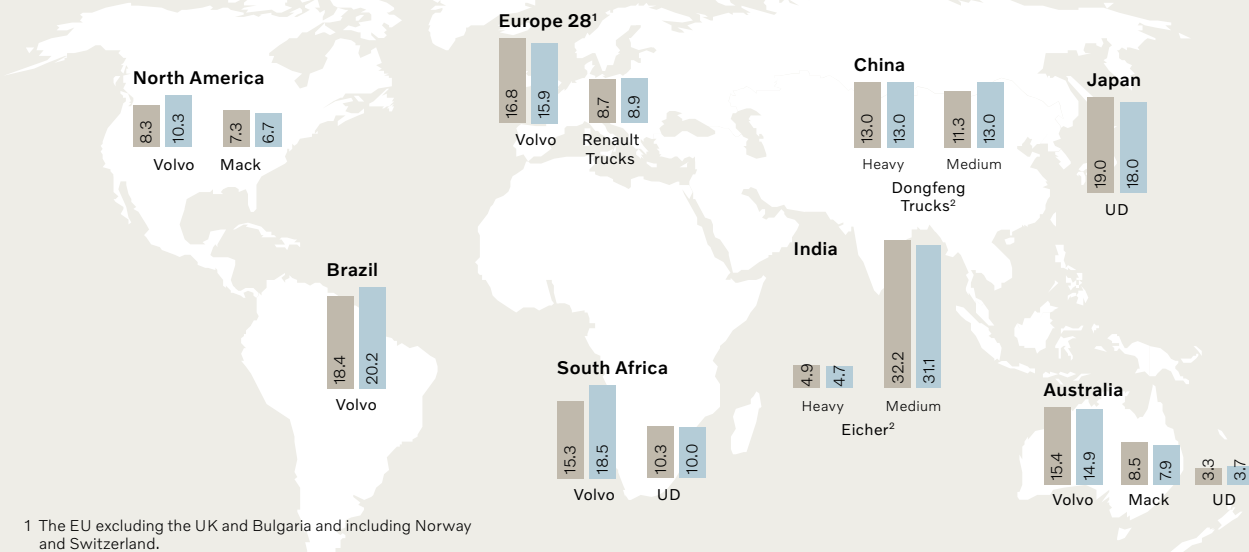 Europe 28¹
16.8 15.9 8.7 8.9
Volvo Renault
Trucks
North America
8.3 10.3 7.3 6.7
Volvo Mack
China
13.0 13.0 11.3 13.0
Heavy Medium
Dongfeng
Trucks²
Japan
19.0 18.0
UD
India
4.9 4.7 32.2 31.1
Heavy Medium
Eicher²
Brazil
18.4 20.2
Volvo
South Africa
15.3 18.5 10.3 10.0
Volvo UD
Australia
15.4 14.9 8.5 7.9 3.3 3.7
Volvo Mack UD
1 The EU excluding the UK and Bulgaria and including Norway
and Switzerland.